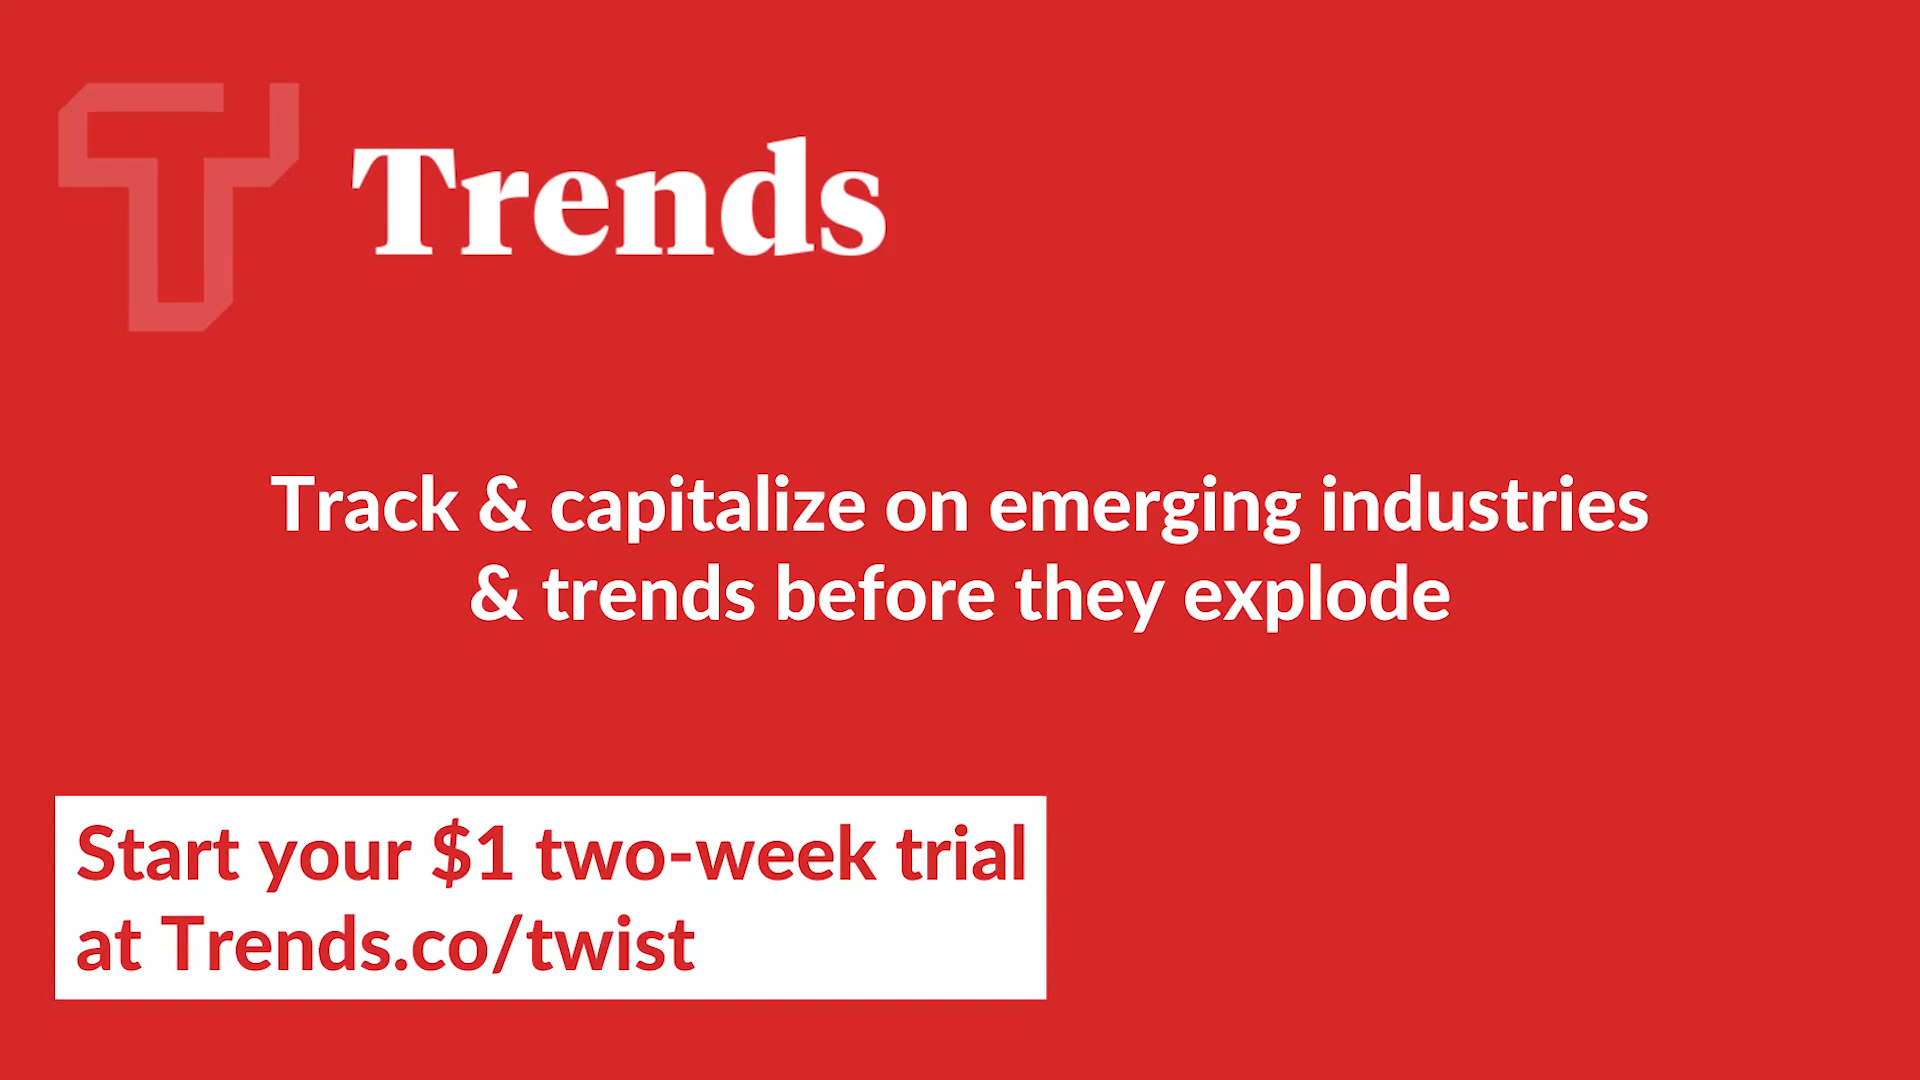 Trends
Track & capitalize on emerging industries
& trends before they explode
Start your $1 two-week trial
at Trends.co/twist